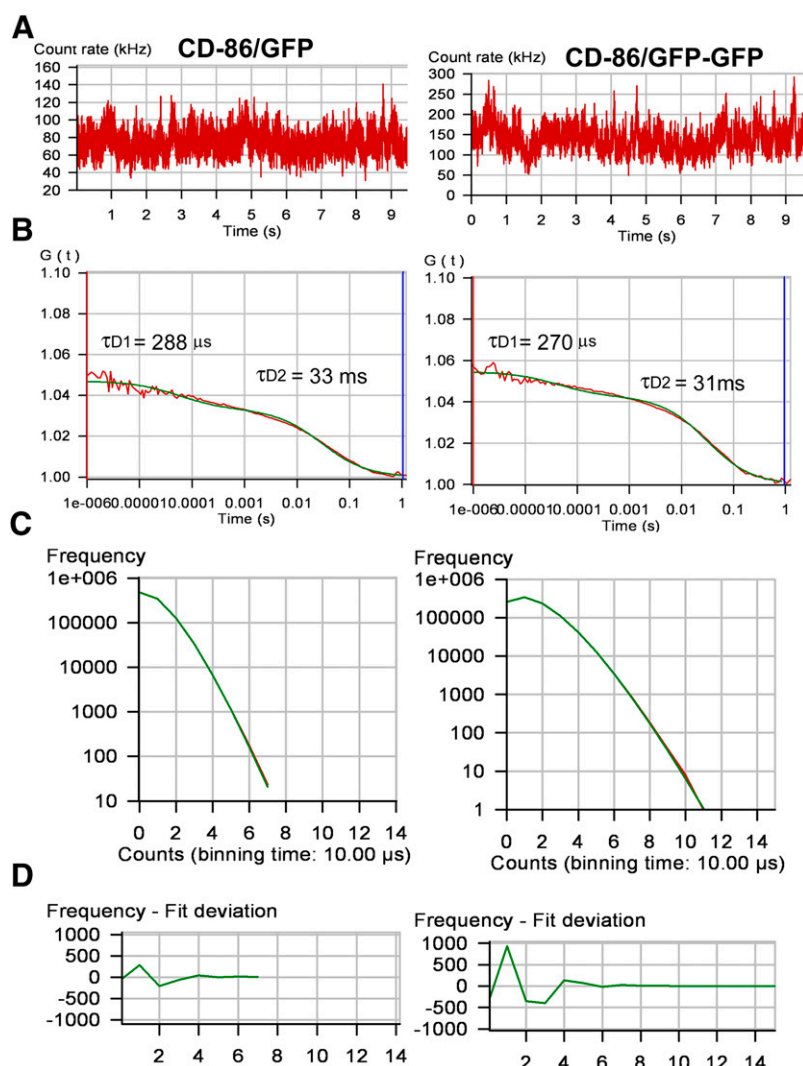 A
Count rate (kHz) CD-86/GFP
160
140
120
100
80
60
40
20
1 2 3 4 5 6 7 8 9
Time (s)
Count rate (kHz) CD-86/GFP-GFP
300
250
200
150
100
50
0
0 1 2 3 4 5 6 7 8 9
Time (s)
B
G ( t )
1.10
1.08
1.06
1.04
1.02
1.00
τD1 = 288 μs
τD2 = 33 ms
1e-006 0.00001 0.0001 0.001 0.01 0.1 1
Time (s)
G ( t )
1.10
1.08
1.06
1.04
1.02
1.00
τD1 = 270 μs
τD2 = 31ms
1e-006 0.00001 0.0001 0.001 0.01 0.1 1
Time (s)
C
Frequency
1e+006
100000
10000
1000
100
10
0 2 4 6 8 10 12 14
Counts (binning time: 10.00 μs)
Frequency
1e+006
100000
10000
1000
100
10
1
0 2 4 6 8 10 12 14
Counts (binning time: 10.00 μs)
D
Frequency - Fit deviation
1000
500
0
-500
-1000
2 4 6 8 10 12 14
Frequency - Fit deviation
1000
500
0
-500
-1000
2 4 6 8 10 12 14